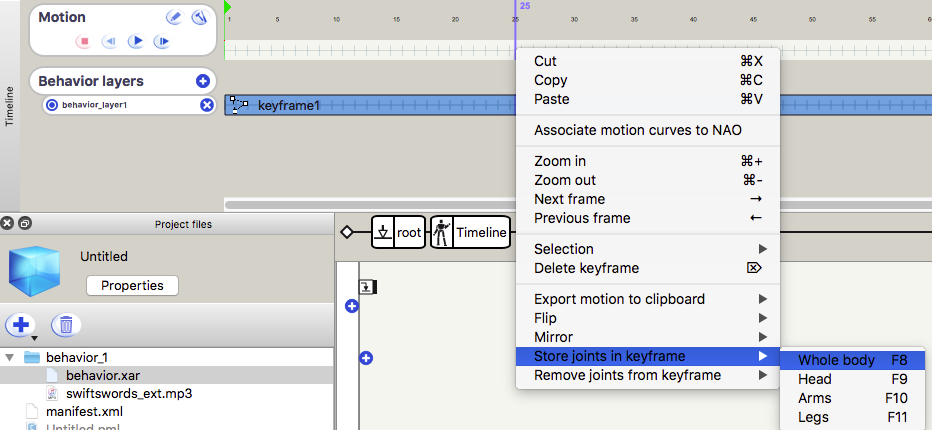 Timeline
Motion
1 5 10 15 20 25 30 35 40 45 50 55 60
Behavior layers
behavior_layer1
keyframe1
Cut ⌘X
Copy ⌘C
Paste ⌘V
Associate motion curves to NAO
Zoom in ⌘+
Zoom out ⌘-
Next frame →
Previous frame ←
Selection
Delete keyframe ⌦
Export motion to clipboard
Flip
Mirror
Store joints in keyframe
Remove joints from keyframe
Whole body F8
Head F9
Arms F10
Legs F11
Project files
Untitled
Properties
behavior_1
behavior.xar
swiftswords_ext.mp3
manifest.xml
Untitled.pml
root
Timeline